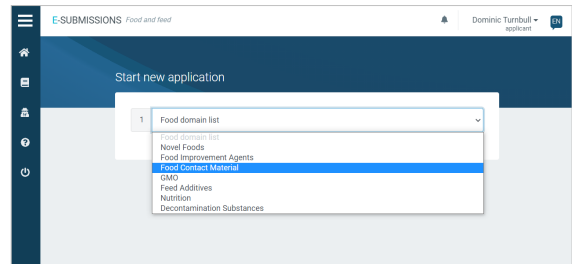 E-SUBMISSIONS Food and feed
Dominic Turnbull
applicant
EN
Start new application
1 Food domain list
Food domain list
Novel Foods
Food Improvement Agents
Food Contact Material
GMO
Feed Additives
Nutrition
Decontamination Substances